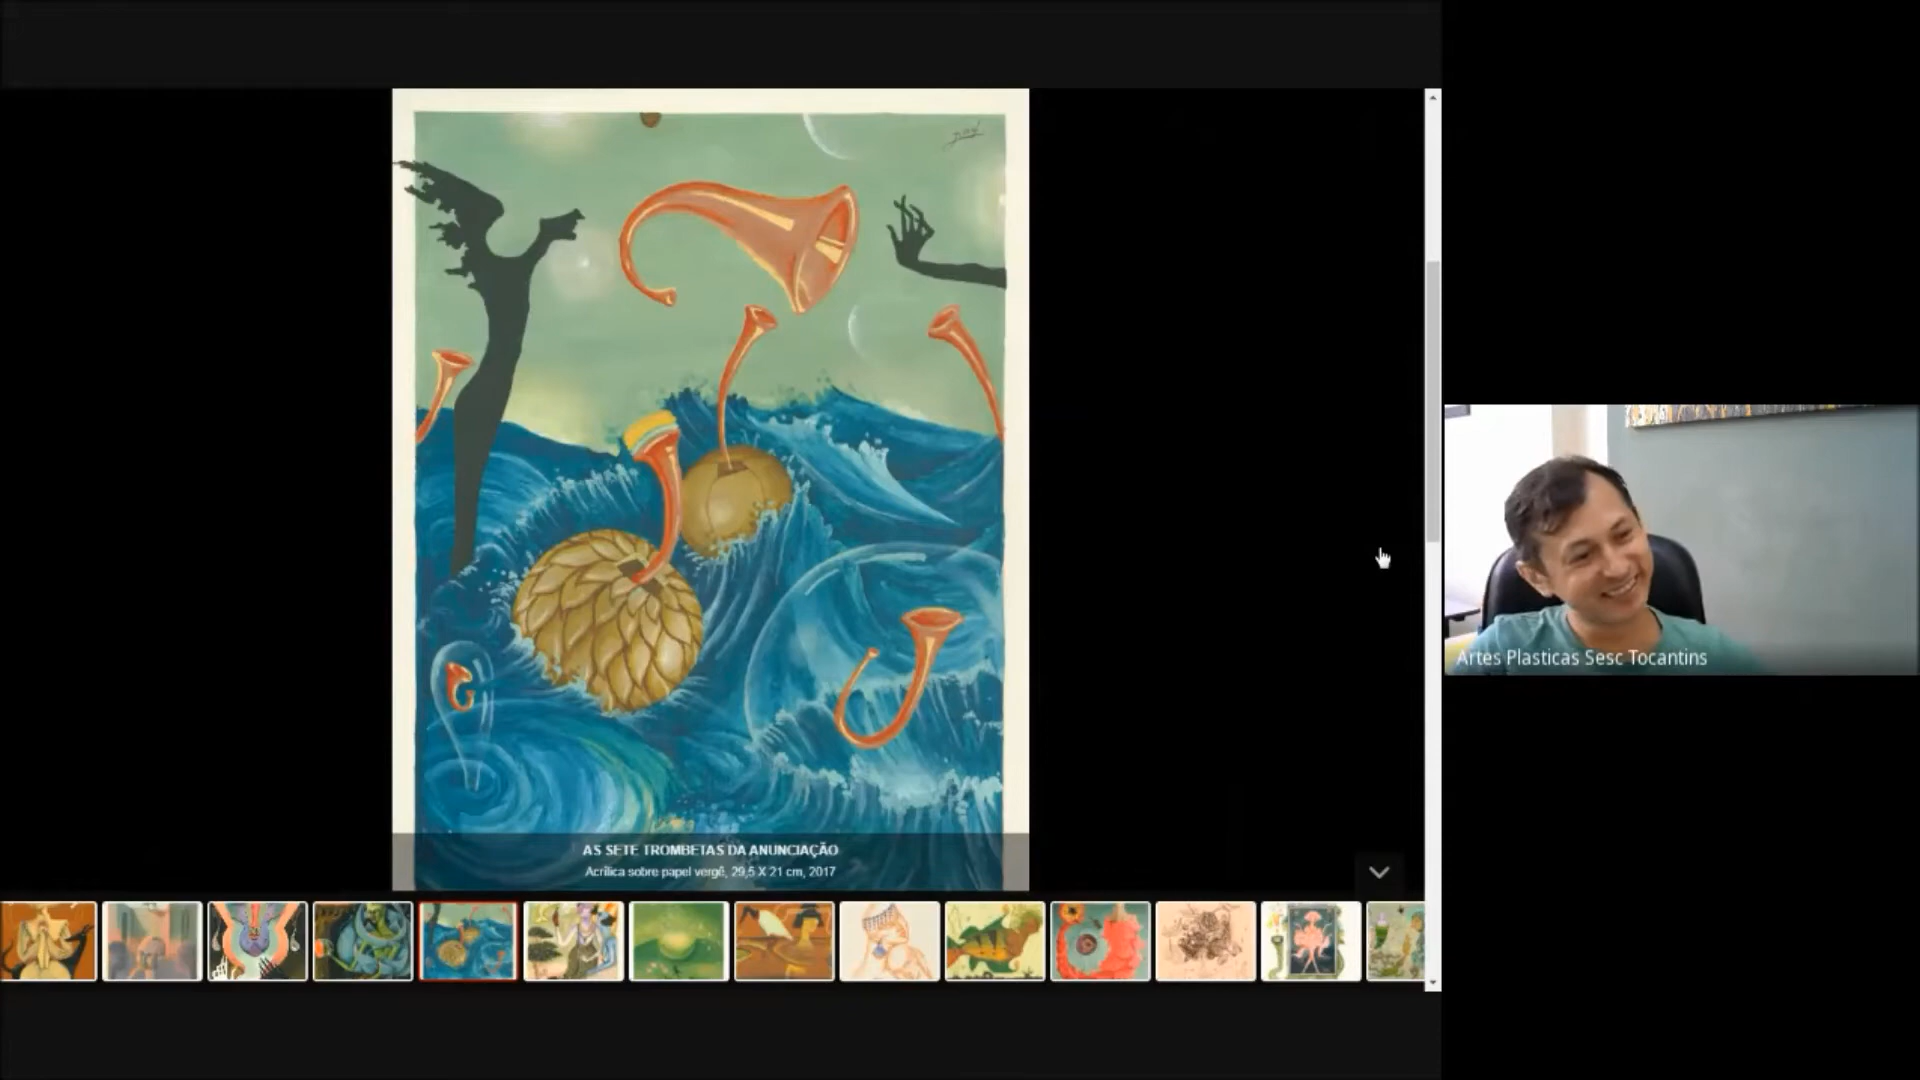 AS SETE TROMBETAS DA ANUNCIAÇÃO
Acrílica sobre papel vergê, 29,5 X 21 cm, 2017
Artes Plasticas Sesc Tocantins